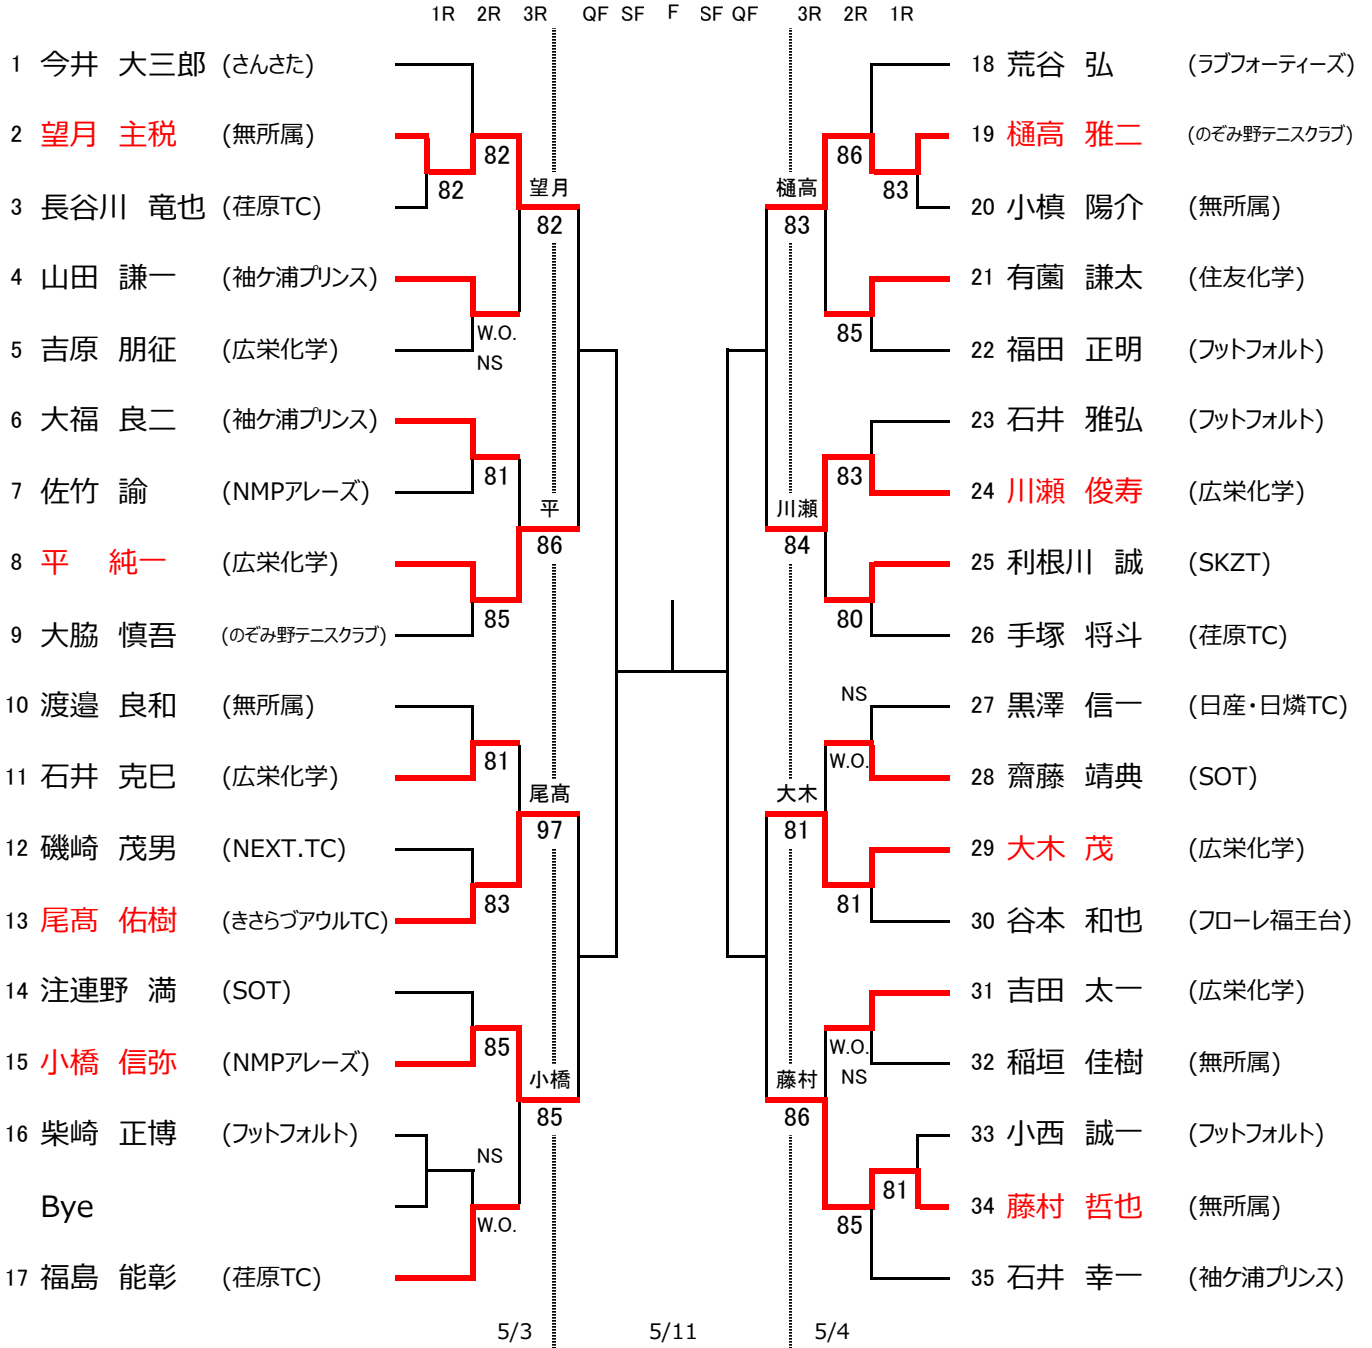 1R 2R 3R QF SF F SF QF 3R 2R 1R
1 今井 大三郎 (さんさた)
2 望月 主税 (無所属)
3 長谷川 竜也 (荏原TC)
4 山田 謙一 (袖ケ浦プリンス)
5 吉原 朋征 (広栄化学)
6 大福 良二 (袖ケ浦プリンス)
7 佐竹 諭 (NMPアレーズ)
8 平 純一 (広栄化学)
9 大脇 慎吾 (のぞみ野テニスクラブ)
10 渡邉 良和 (無所属)
11 石井 克巳 (広栄化学)
12 磯崎 茂男 (NEXT.TC)
13 尾髙 佑樹 (きさらづアウルTC)
14 注連野 満 (SOT)
15 小橋 信弥 (NMPアレーズ)
16 柴崎 正博 (フットフォルト)
Bye
17 福島 能彰 (荏原TC)
82
82
望月
82
W.O.
NS
81
平
86
85
81
尾髙
97
83
85
小橋
85
NS
W.O.
18 荒谷 弘 (ラブフォーティーズ)
19 樋高 雅二 (のぞみ野テニスクラブ)
20 小槙 陽介 (無所属)
21 有薗 謙太 (住友化学)
22 福田 正明 (フットフォルト)
23 石井 雅弘 (フットフォルト)
24 川瀬 俊寿 (広栄化学)
25 利根川 誠 (SKZT)
26 手塚 将斗 (荏原TC)
27 黒澤 信一 (日産・日燐TC)
28 齋藤 靖典 (SOT)
29 大木 茂 (広栄化学)
30 谷本 和也 (フローレ福王台)
31 吉田 太一 (広栄化学)
32 稲垣 佳樹 (無所属)
33 小西 誠一 (フットフォルト)
34 藤村 哲也 (無所属)
35 石井 幸一 (袖ケ浦プリンス)
86
樋高
83
83
85
83
川瀬
84
80
NS
W.O.
大木
81
81
W.O.
NS
藤村
86
81
85
5/3 5/11 5/4